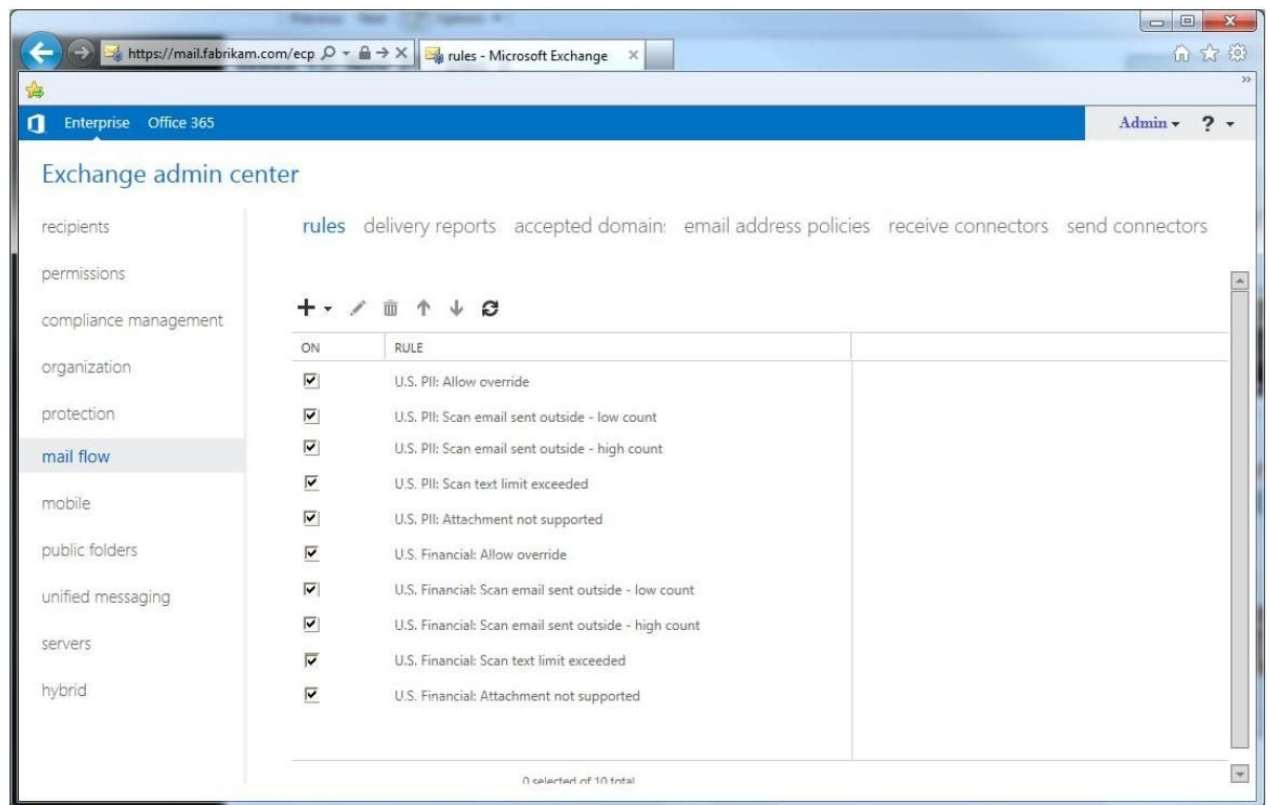 Previous Next Options
https://mail.fabrikam.com/ecp rules - Microsoft Exchange
Enterprise Office 365 Admin ?
Exchange admin center
rules delivery reports accepted domain: email address policies receive connectors send connectors
recipients
permissions
compliance management
organization
protection
mail flow
mobile
public folders
unified messaging
servers
hybrid
ON RULE
U.S. PII: Allow override
U.S. PII: Scan email sent outside - low count
U.S. PII: Scan email sent outside - high count
U.S. PII: Scan text limit exceeded
U.S. PII: Attachment not supported
U.S. Financial: Allow override
U.S. Financial: Scan email sent outside - low count
U.S. Financial: Scan email sent outside - high count
U.S. Financial: Scan text limit exceeded
U.S. Financial: Attachment not supported
0 selected of 10 total